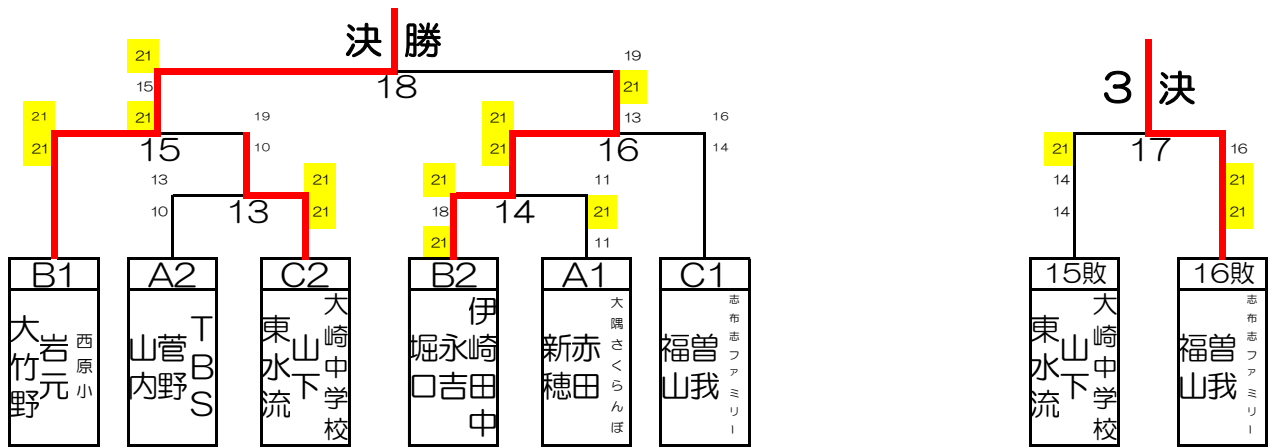 決勝
3決
21
19
15
18
21
21
21
19
21
16
21
15
10
21
16
13
14
17
21
16
13
21
21
11
14
21
10
13
21
18
14
21
14
21
21
11
B1
A2
C2
B2
A1
C1
15敗
16敗
大竹野
岩元
西原小
山内
菅野
TBS
東水流
山下
大崎中学校
堀口
永吉
伊崎田中
新穂
赤田
大隅さくらんぼ
福山
曽我
志布志ファミリー
東水流
山下
大崎中学校
福山
曽我
志布志ファミリー